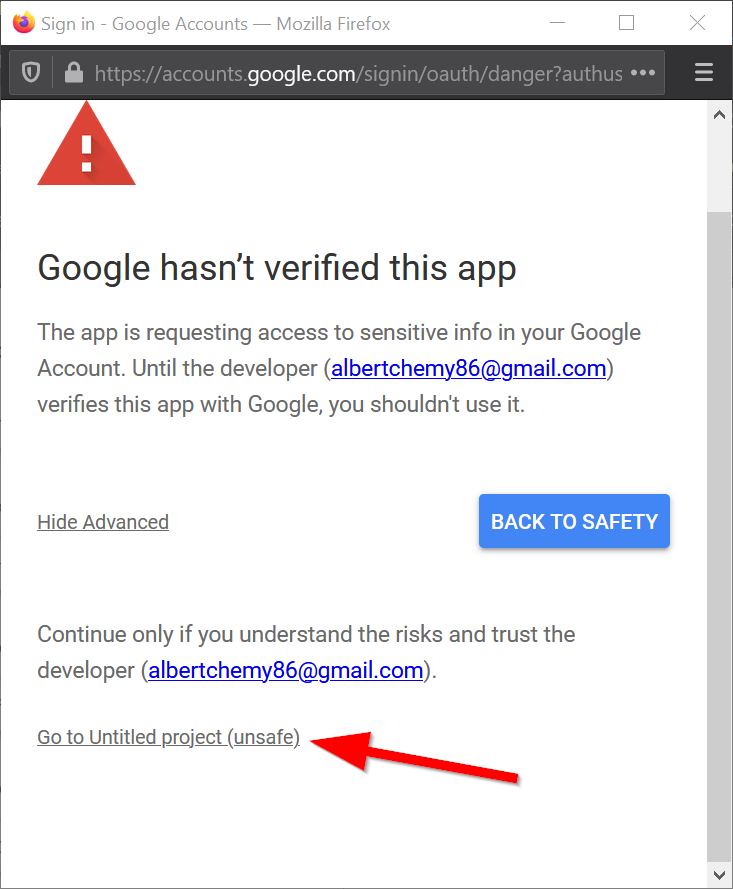 Sign in - Google Accounts — Mozilla Firefox
https://accounts.google.com/signin/oauth/danger?authus
Google hasn’t verified this app
The app is requesting access to sensitive info in your Google
Account. Until the developer (albertchemy86@gmail.com)
verifies this app with Google, you shouldn't use it.
Hide Advanced
BACK TO SAFETY
Continue only if you understand the risks and trust the
developer (albertchemy86@gmail.com).
Go to Untitled project (unsafe)